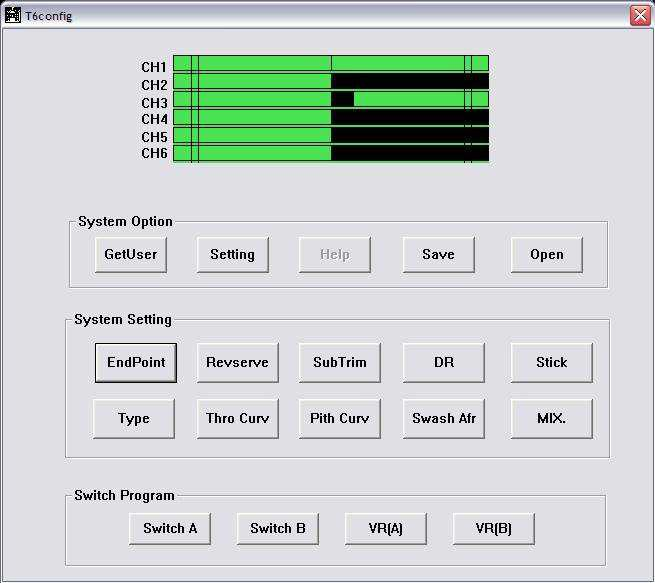 T6config
CH1
CH2
CH3
CH4
CH5
CH6
System Option
GetUser Setting Help Save Open
System Setting
EndPoint Revserve SubTrim DR Stick
Type Thro Curv Pith Curv Swash Afr MIX.
Switch Program
Switch A Switch B VR(A) VR(B)